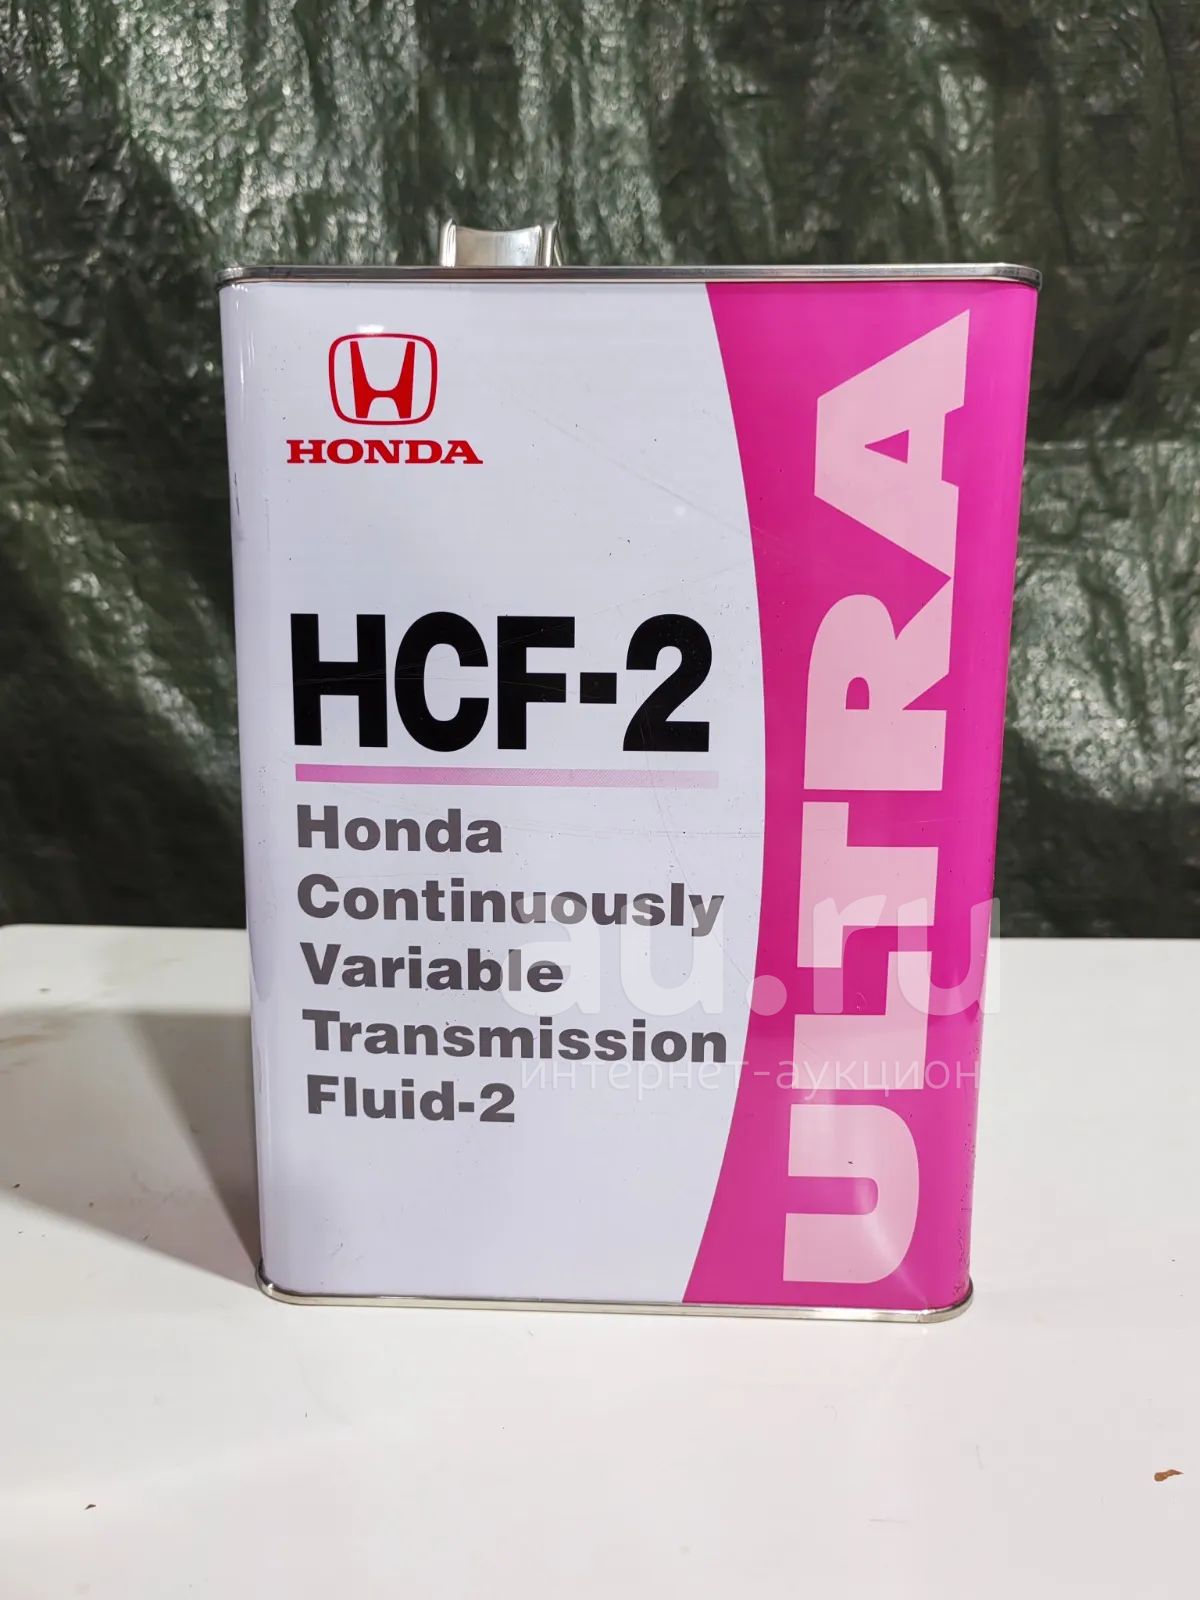 HONDA
HCF-2
Honda
Continuously
Variable
Transmission
Fluid-2
ULTRA
au.ru
интернет-аукцион